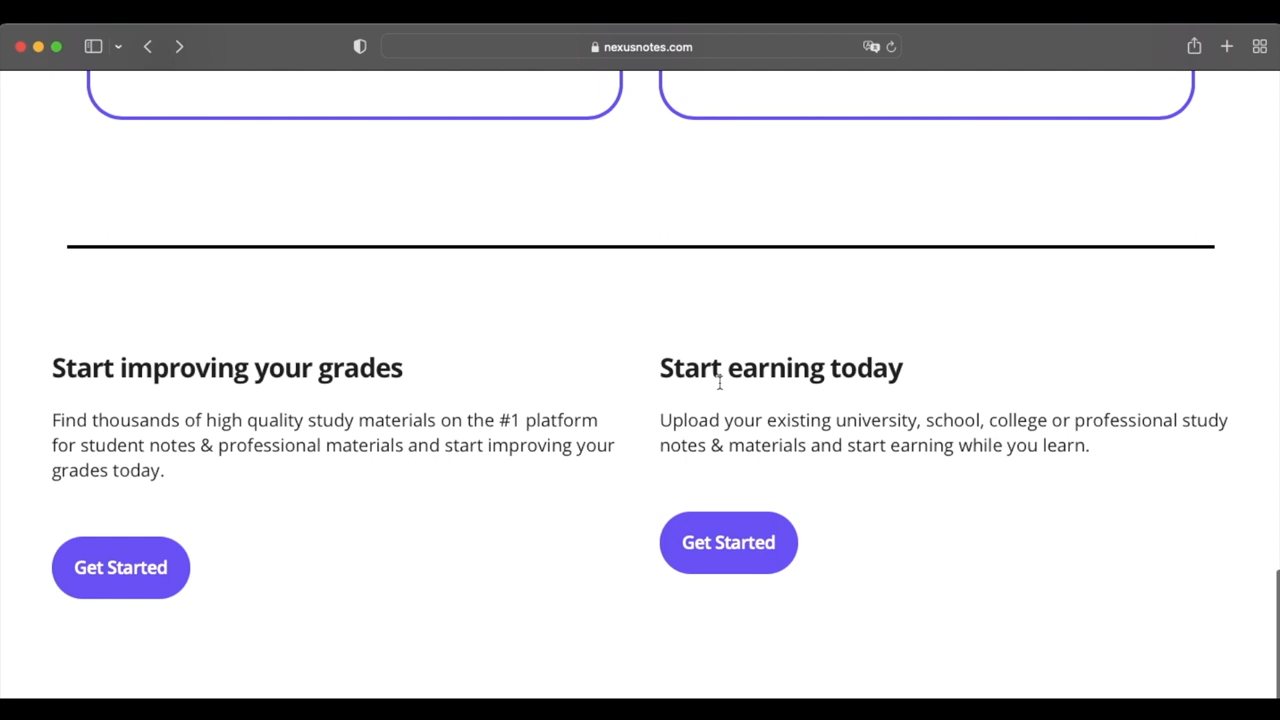 nexusnotes.com
Start improving your grades
Find thousands of high quality study materials on the #1 platform
for student notes & professional materials and start improving your
grades today.
Get Started
Start earning today
Upload your existing university, school, college or professional study
notes & materials and start earning while you learn.
Get Started